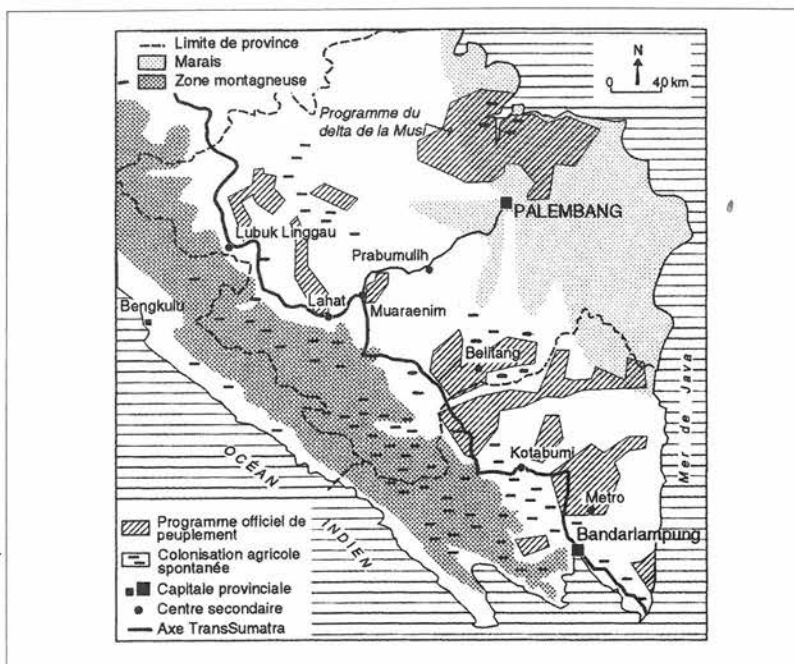 Limite de province
Marais
Zone montagneuse
N
0 40 km
Programme du
delta de la Musi
PALEMBANG
Lubuk Linggau
Prabumulih
Lahat
Muaraenim
Bengkulu
Belitang
Mer de Java
Kotabumi
Metro
OCÉAN INDIEN
Bandarlampung
Programme officiel de
peuplement
Colonisation agricole
spontanée
Capitale provinciale
Centre secondaire
Axe TransSumatra